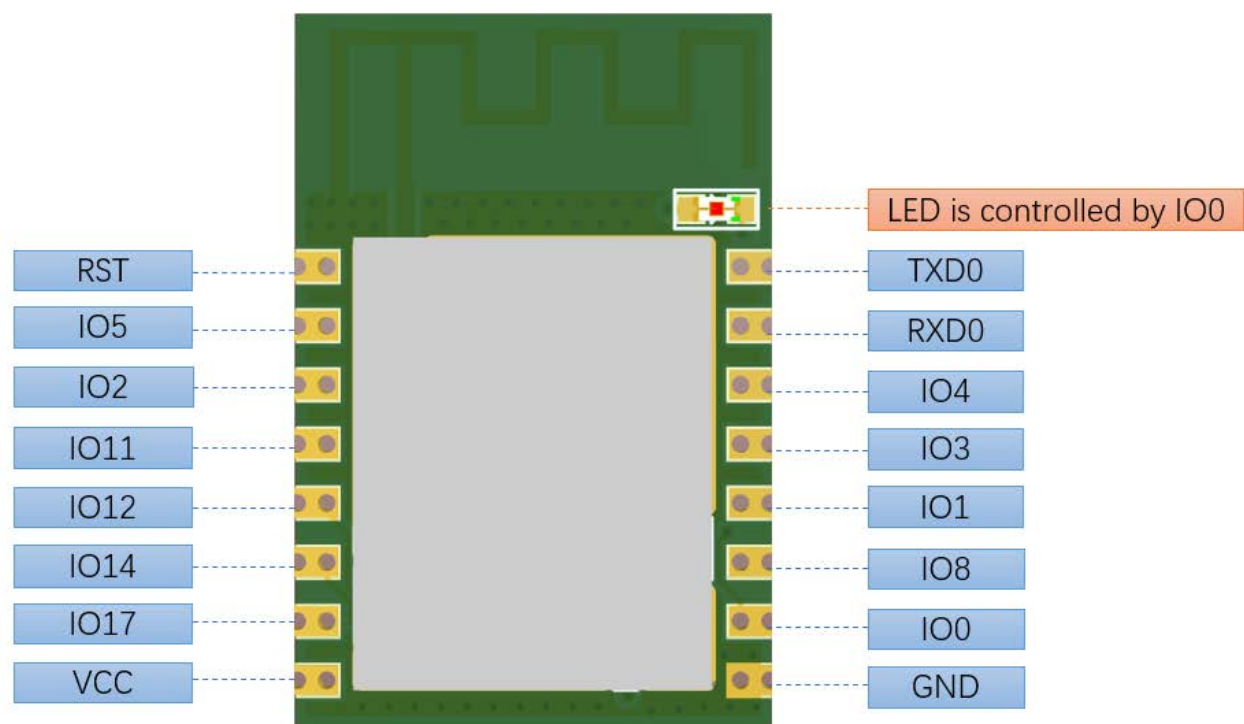 LED is controlled by IO0
RST
TXD0
IO5
RXD0
IO2
IO4
IO11
IO3
IO12
IO1
IO14
IO8
IO17
IO0
VCC
GND